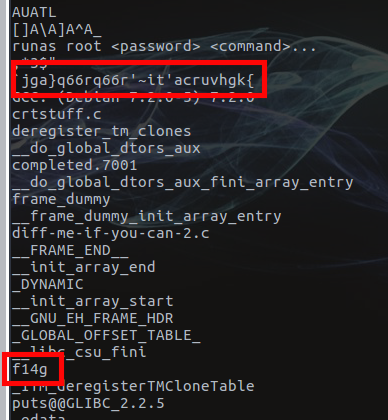 AUATL
[]A\A]A^A_
runas root <password> <command>...
;*3$"
`jga}q66rq66r'~it'acruvhgk{
GCC: (Debian 7.2.0-5) 7.2.0
crtstuff.c
deregister_tm_clones
__do_global_dtors_aux
completed.7001
__do_global_dtors_aux_fini_array_entry
frame_dummy
__frame_dummy_init_array_entry
diff-me-if-you-can-2.c
__FRAME_END__
__init_array_end
_DYNAMIC
__init_array_start
__GNU_EH_FRAME_HDR
_GLOBAL_OFFSET_TABLE_
__libc_csu_fini
f14g
_ITM_deregisterTMCloneTable
puts@@GLIBC_2.2.5
_edata